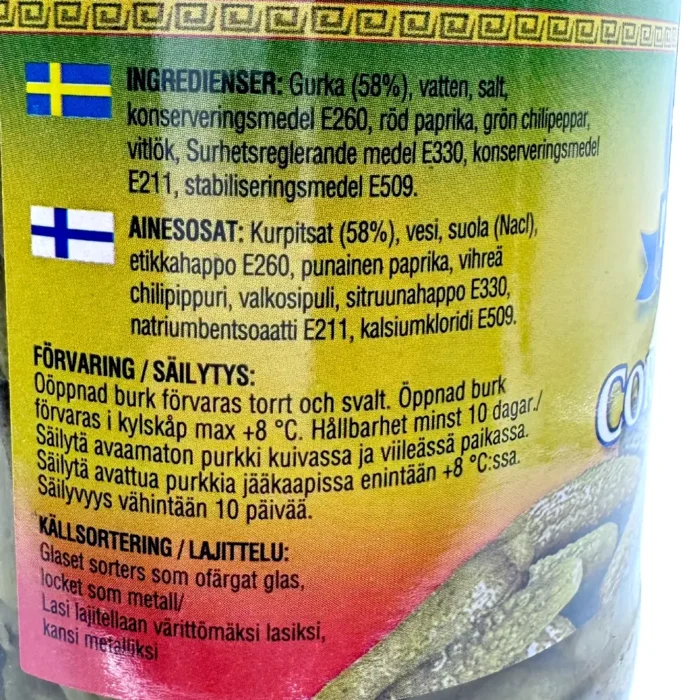 INGREDIENSER: Gurka (58%), vatten, salt,
konserveringsmedel E260, röd paprika, grön chilipeppar,
vitlök, Surhetsreglerande medel E330, konserveringsmedel
E211, stabiliseringsmedel E509.
AINESOSAT: Kurpitsat (58%), vesi, suola (Nacl),
etikkahappo E260, punainen paprika, vihreä
chilipippuri, valkosipuli, sitruunahappo E330,
natriumbentsoaatti E211, kalsiumkloridi E509.
FÖRVARING / SÄILYTYS:
Oöppnad burk förvaras torrt och svalt. Öppnad burk
förvaras i kylskåp max +8 °C. Hållbarhet minst 10 dagar./
Säilytä avaamaton purkki kuivassa ja viileässä paikassa.
Säilytä avattua purkkia jääkaapissa enintään +8 °C:ssa.
Säilyvyys vähintään 10 päivää.
KÄLLSORTERING / LAJITTELU:
Glaset sorters som ofärgat glas,
locket som metall/
Lasi lajitellaan värittömäksi lasiksi,
kansi metalliksi